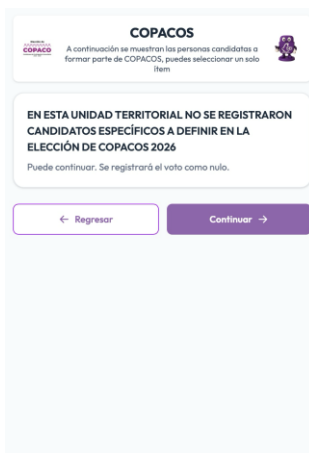 COPACOS
A continuación se muestran las personas candidatas a
formar parte de COPACOS, puedes seleccionar un solo
ítem
COPACO
EN ESTA UNIDAD TERRITORIAL NO SE REGISTRARON
CANDIDATOS ESPECÍFICOS A DEFINIR EN LA
ELECCIÓN DE COPACOS 2026
Puede continuar. Se registrará el voto como nulo.
← Regresar
Continuar →